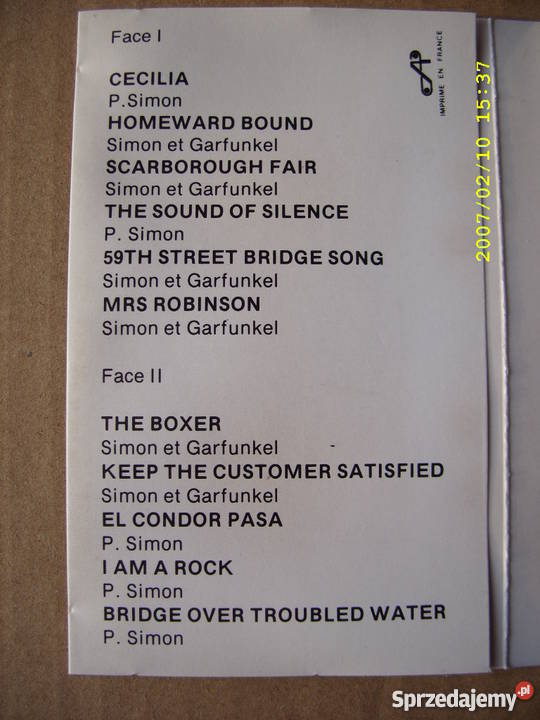 Face I
CECILIA
P.Simon
HOMEWARD BOUND
Simon et Garfunkel
SCARBOROUGH FAIR
Simon et Garfunkel
THE SOUND OF SILENCE
P. Simon
59TH STREET BRIDGE SONG
Simon et Garfunkel
MRS ROBINSON
Simon et Garfunkel
Face II
THE BOXER
Simon et Garfunkel
KEEP THE CUSTOMER SATISFIED
Simon et Garfunkel
EL CONDOR PASA
P. Simon
I AM A ROCK
P. Simon
BRIDGE OVER TROUBLED WATER
P. Simon
AP
IMPRIME EN FRANCE
2007/02/10 15:37
Sprzedajemy.pl